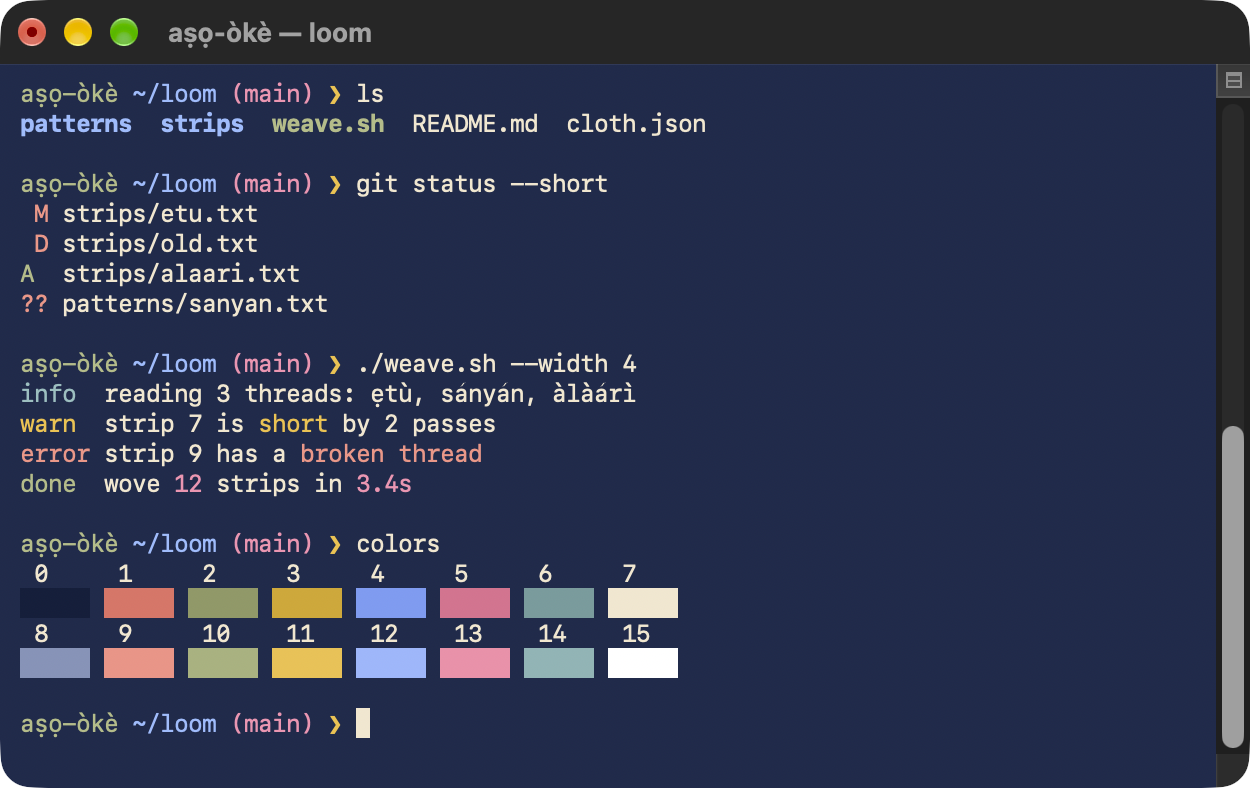 aṣọ-òkè — loom
aṣọ-òkè ~/loom (main) ❯ ls
patterns  strips  weave.sh  README.md  cloth.json
aṣọ-òkè ~/loom (main) ❯ git status --short
 M strips/etu.txt
 D strips/old.txt
A  strips/alaari.txt
?? patterns/sanyan.txt
aṣọ-òkè ~/loom (main) ❯ ./weave.sh --width 4
info  reading 3 threads: ẹtù, sányán, àlàárì
warn  strip 7 is short by 2 passes
error strip 9 has a broken thread
done  wove 12 strips in 3.4s
aṣọ-òkè ~/loom (main) ❯ colors
 0     1     2     3     4     5     6     7
 8     9     10    11    12    13    14    15
aṣọ-òkè ~/loom (main) ❯